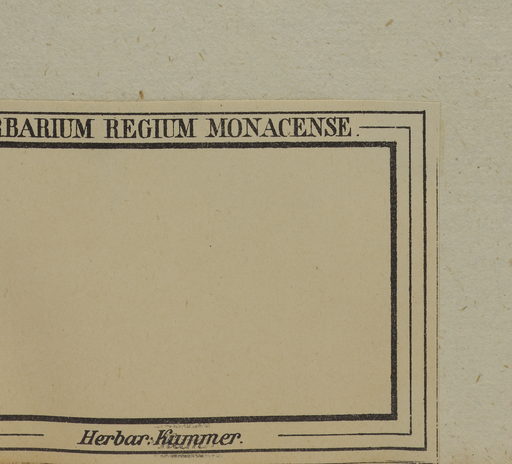 RBARIUM REGIUM MONACENSE.
Herbar: Kummer.